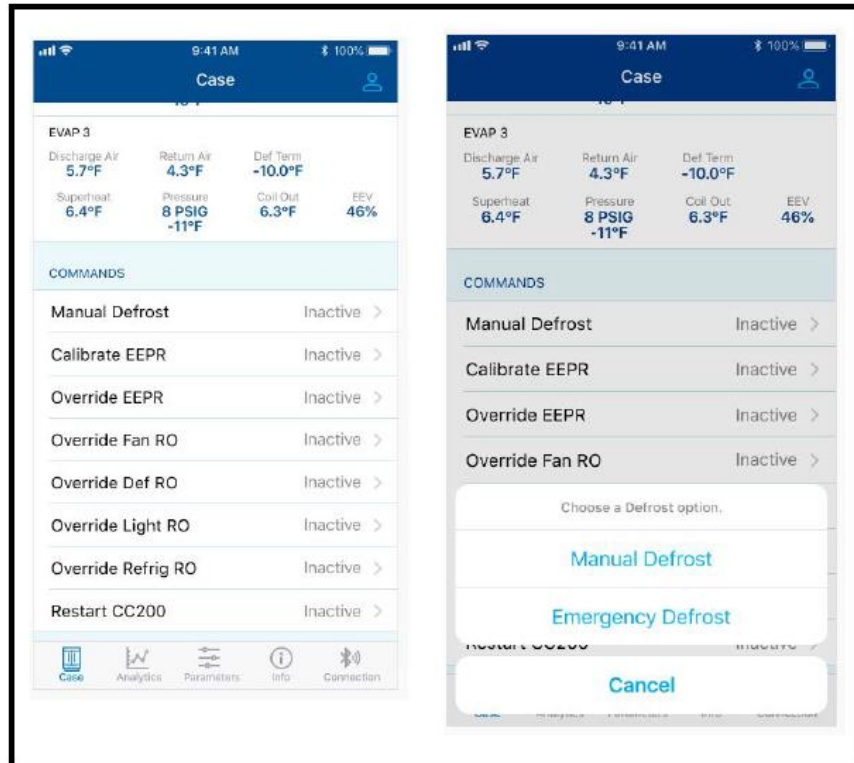 9:41 AM 100%
Case
EVAP 3
Discharge Air Return Air Def Term
5.7°F 4.3°F -10.0°F
Superheat Pressure Coil Out EEV
6.4°F 8 PSIG 6.3°F 46%
-11°F
COMMANDS
Manual Defrost Inactive >
Calibrate EEPR Inactive >
Override EEPR Inactive >
Override Fan RO Inactive >
Override Def RO Inactive >
Override Light RO Inactive >
Override Refrig RO Inactive >
Restart CC200 Inactive >
Case Analytics Parameters Info Connection
9:41 AM 100%
Case
EVAP 3
Discharge Air Return Air Def Term
5.7°F 4.3°F -10.0°F
Superheat Pressure Coil Out EEV
6.4°F 8 PSIG 6.3°F 46%
-11°F
COMMANDS
Manual Defrost Inactive >
Calibrate EEPR Inactive >
Override EEPR Inactive >
Override Fan RO Inactive >
Choose a Defrost option.
Manual Defrost
Emergency Defrost
Cancel